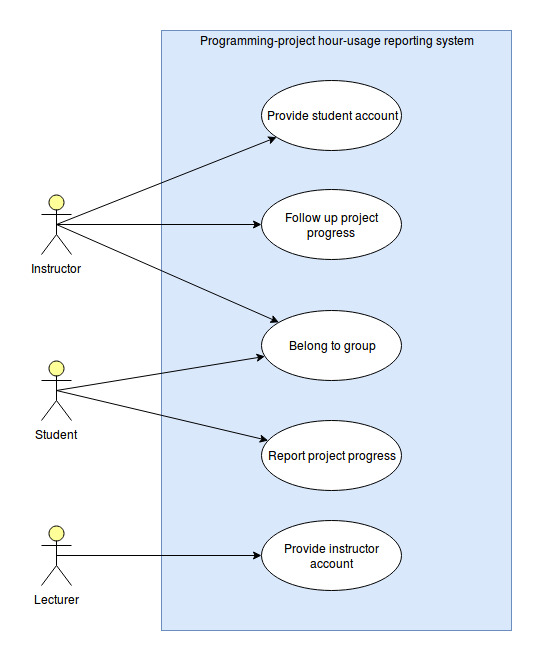 Programming-project hour-usage reporting system
Provide student account
Follow up project
progress
Instructor
Belong to group
Student
Report project progress
Provide instructor
account
Lecturer